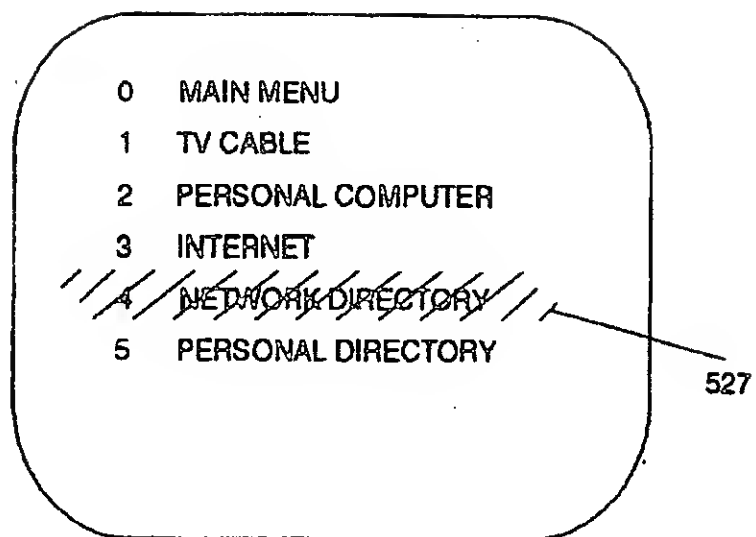 0 MAIN MENU
1 TV CABLE
2 PERSONAL COMPUTER
3 INTERNET
4 NETWORK DIRECTORY
5 PERSONAL DIRECTORY
527